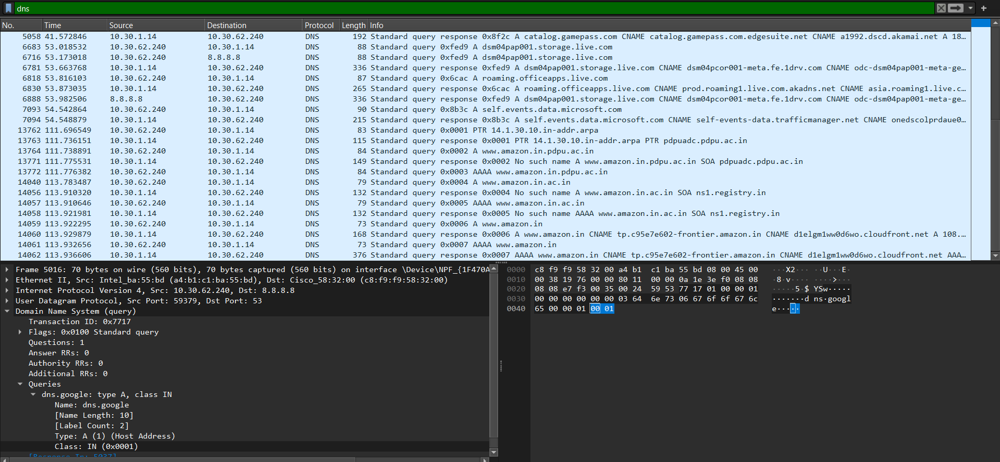 dns
No. Time Source Destination Protocol Length Info
5058 41.572846 10.30.1.14 10.30.62.240 DNS 192 Standard query response 0x8f2c A catalog.gamepass.com CNAME catalog.gamepass.com.edgesuite.net CNAME a1992.dscd.akamai.net A 18…
6683 53.018532 10.30.62.240 10.30.1.14 DNS 88 Standard query 0xfed9 A dsm04pap001.storage.live.com
6716 53.173018 10.30.62.240 8.8.8.8 DNS 88 Standard query 0xfed9 A dsm04pap001.storage.live.com
6781 53.663768 10.30.1.14 10.30.62.240 DNS 336 Standard query response 0xfed9 A dsm04pap001.storage.live.com CNAME dsm04pcor001-meta.fe.1drv.com CNAME odc-dsm04pap001-meta-ge…
6818 53.816103 10.30.62.240 10.30.1.14 DNS 87 Standard query 0x6cac A roaming.officeapps.live.com
6830 53.873035 10.30.1.14 10.30.62.240 DNS 265 Standard query response 0x6cac A roaming.officeapps.live.com CNAME prod.roaming1.live.com.akadns.net CNAME asia.roaming1.live.c…
6888 53.982506 8.8.8.8 10.30.62.240 DNS 336 Standard query response 0xfed9 A dsm04pap001.storage.live.com CNAME dsm04pcor001-meta.fe.1drv.com CNAME odc-dsm04pap001-meta-ge…
7093 54.542864 10.30.62.240 10.30.1.14 DNS 90 Standard query 0x8b3c A self.events.data.microsoft.com
7094 54.548879 10.30.1.14 10.30.62.240 DNS 215 Standard query response 0x8b3c A self.events.data.microsoft.com CNAME self-events-data.trafficmanager.net CNAME onedscolprdaue0…
13762 111.696549 10.30.62.240 10.30.1.14 DNS 83 Standard query 0x0001 PTR 14.1.30.10.in-addr.arpa
13763 111.736151 10.30.1.14 10.30.62.240 DNS 115 Standard query response 0x0001 PTR 14.1.30.10.in-addr.arpa PTR pdpuadc.pdpu.ac.in
13764 111.738891 10.30.62.240 10.30.1.14 DNS 84 Standard query 0x0002 A www.amazon.in.pdpu.ac.in
13771 111.775531 10.30.1.14 10.30.62.240 DNS 149 Standard query response 0x0002 No such name A www.amazon.in.pdpu.ac.in SOA pdpuadc.pdpu.ac.in
13772 111.776382 10.30.62.240 10.30.1.14 DNS 84 Standard query 0x0003 AAAA www.amazon.in.pdpu.ac.in
14040 113.783487 10.30.62.240 10.30.1.14 DNS 79 Standard query 0x0004 A www.amazon.in.ac.in
14056 113.910320 10.30.1.14 10.30.62.240 DNS 132 Standard query response 0x0004 No such name A www.amazon.in.ac.in SOA ns1.registry.in
14057 113.910646 10.30.62.240 10.30.1.14 DNS 79 Standard query 0x0005 AAAA www.amazon.in.ac.in
14058 113.921981 10.30.1.14 10.30.62.240 DNS 132 Standard query response 0x0005 No such name AAAA www.amazon.in.ac.in SOA ns1.registry.in
14059 113.922295 10.30.62.240 10.30.1.14 DNS 73 Standard query 0x0006 A www.amazon.in
14060 113.929879 10.30.1.14 10.30.62.240 DNS 168 Standard query response 0x0006 A www.amazon.in CNAME tp.c95e7e602-frontier.amazon.in CNAME d1elgm1ww0d6wo.cloudfront.net A 108.…
14061 113.932656 10.30.62.240 10.30.1.14 DNS 73 Standard query 0x0007 AAAA www.amazon.in
14062 113.936606 10.30.1.14 10.30.62.240 DNS 376 Standard query response 0x0007 AAAA www.amazon.in CNAME tp.c95e7e602-frontier.amazon.in CNAME d1elgm1ww0d6wo.cloudfront.net AAA…
Frame 5016: 70 bytes on wire (560 bits), 70 bytes captured (560 bits) on interface \Device\NPF_{1F470A
Ethernet II, Src: Intel_ba:55:bd (a4:b1:c1:ba:55:bd), Dst: Cisco_58:32:00 (c8:f9:f9:58:32:00)
Internet Protocol Version 4, Src: 10.30.62.240, Dst: 8.8.8.8
User Datagram Protocol, Src Port: 59379, Dst Port: 53
Domain Name System (query)
Transaction ID: 0x7717
Flags: 0x0100 Standard query
Questions: 1
Answer RRs: 0
Authority RRs: 0
Additional RRs: 0
Queries
dns.google: type A, class IN
Name: dns.google
[Name Length: 10]
[Label Count: 2]
Type: A (1) (Host Address)
Class: IN (0x0001)
[Response In: 5037]
0000 c8 f9 f9 58 32 00 a4 b1 c1 ba 55 bd 08 00 45 00 ···X2··· ··U···E·
0010 00 38 19 76 00 00 80 11 00 00 0a 1e 3e f0 08 08 ·8·v···· ····>···
0020 08 08 e7 f3 00 35 00 24 59 53 77 17 01 00 00 01 ·····5·$ YSw·····
0030 00 00 00 00 00 00 03 64 6e 73 06 67 6f 6f 67 6c ·······d ns·googl
0040 65 00 00 01 00 01 e·····